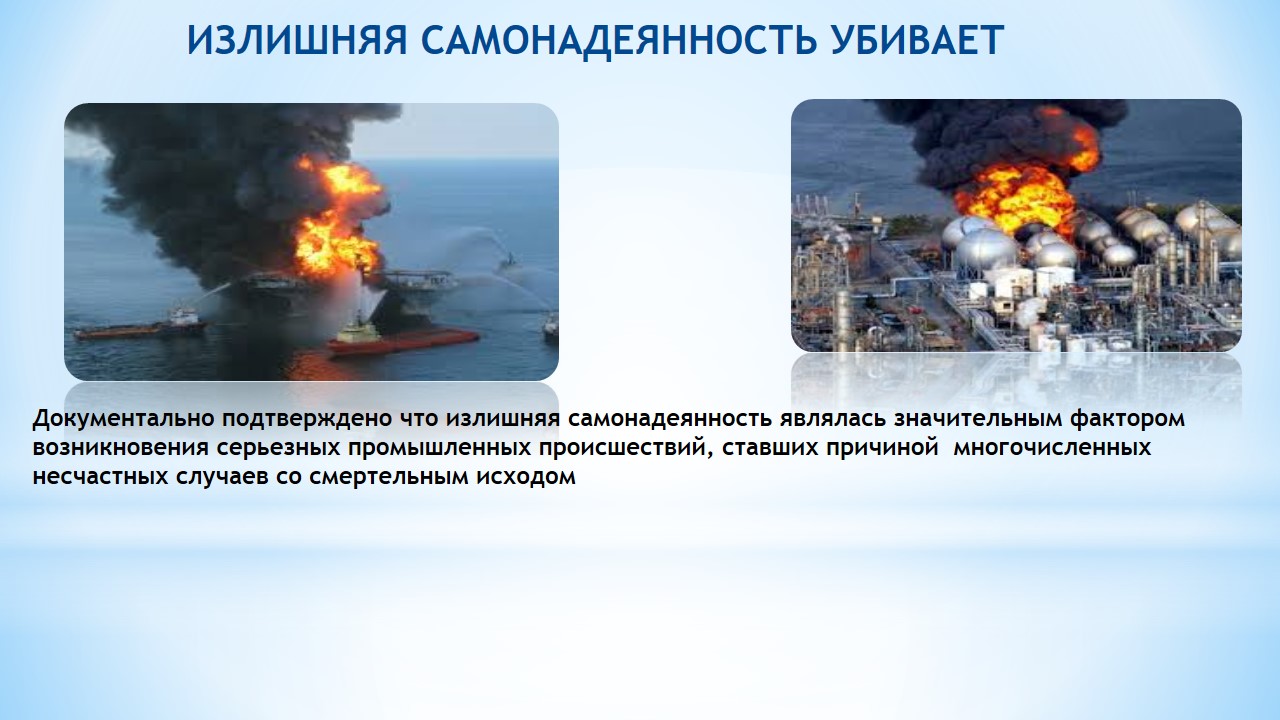 ИЗЛИШНЯЯ САМОНАДЕЯННОСТЬ УБИВАЕТ
Документально подтверждено что излишняя самонадеянность являлась значительным фактором
возникновения серьезных промышленных происшествий, ставших причиной  многочисленных
несчастных случаев со смертельным исходом